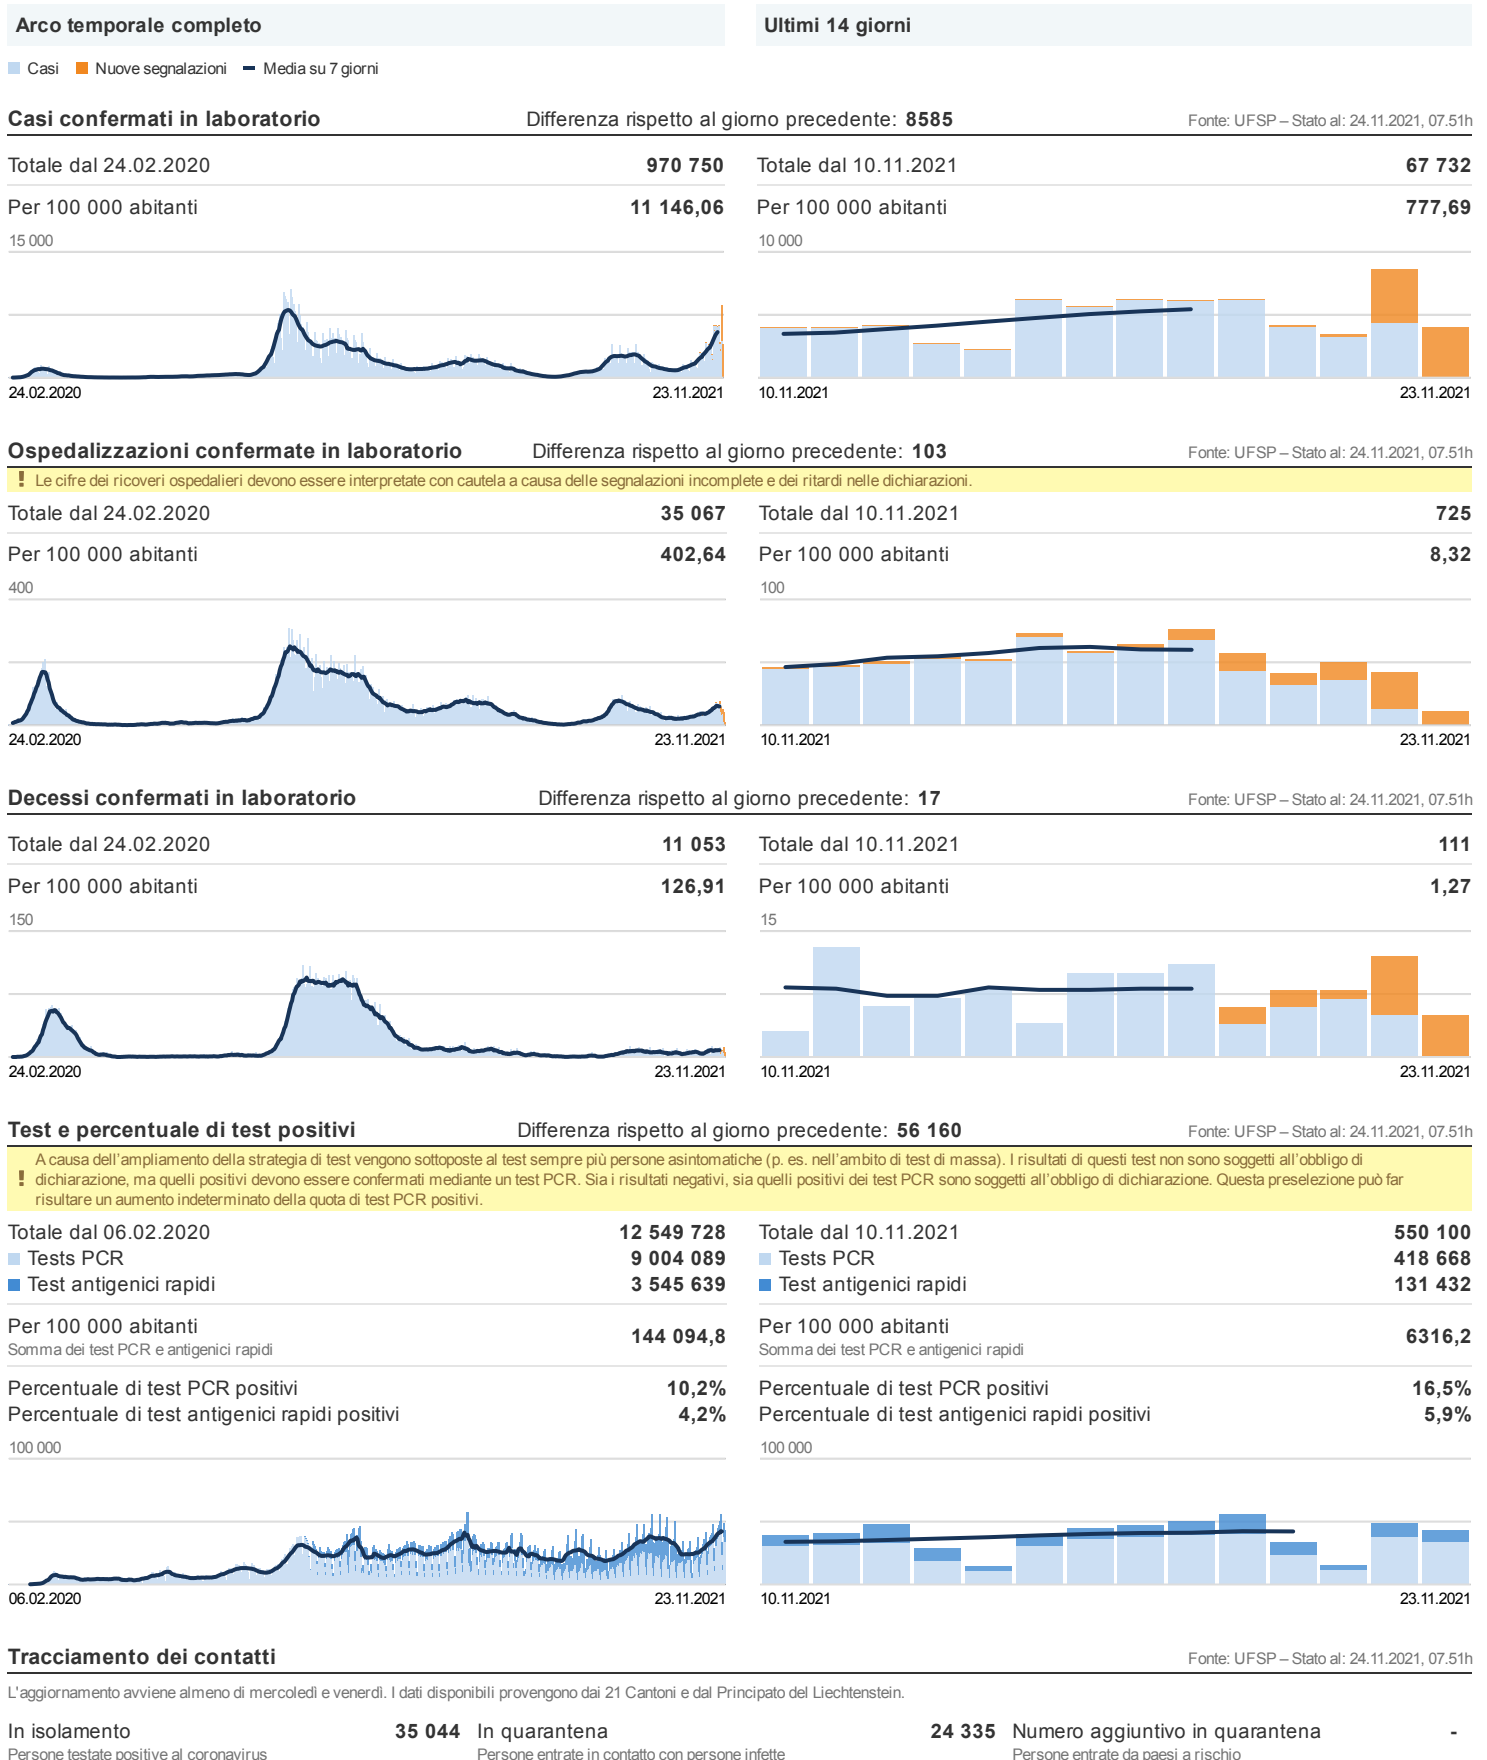 Arco temporale completo
Ultimi 14 giorni
Casi Nuove segnalazioni Media su 7 giorni
Casi confermati in laboratorio Differenza rispetto al giorno precedente: 8585 Fonte: UFSP – Stato al: 24.11.2021, 07.51h
Totale dal 24.02.2020 970 750
Per 100 000 abitanti 11 146,06
15 000
24.02.2020 23.11.2021
Totale dal 10.11.2021 67 732
Per 100 000 abitanti 777,69
10 000
10.11.2021 23.11.2021
Ospedalizzazioni confermate in laboratorio Differenza rispetto al giorno precedente: 103 Fonte: UFSP – Stato al: 24.11.2021, 07.51h
! Le cifre dei ricoveri ospedalieri devono essere interpretate con cautela a causa delle segnalazioni incomplete e dei ritardi nelle dichiarazioni.
Totale dal 24.02.2020 35 067
Per 100 000 abitanti 402,64
400
24.02.2020 23.11.2021
Totale dal 10.11.2021 725
Per 100 000 abitanti 8,32
100
10.11.2021 23.11.2021
Decessi confermati in laboratorio Differenza rispetto al giorno precedente: 17 Fonte: UFSP – Stato al: 24.11.2021, 07.51h
Totale dal 24.02.2020 11 053
Per 100 000 abitanti 126,91
150
24.02.2020 23.11.2021
Totale dal 10.11.2021 111
Per 100 000 abitanti 1,27
15
10.11.2021 23.11.2021
Test e percentuale di test positivi Differenza rispetto al giorno precedente: 56 160 Fonte: UFSP – Stato al: 24.11.2021, 07.51h
A causa dell'ampliamento della strategia di test vengono sottoposte al test sempre più persone asintomatiche (p. es. nell'ambito di test di massa). I risultati di questi test non sono soggetti all'obbligo di
! dichiarazione, ma quelli positivi devono essere confermati mediante un test PCR. Sia i risultati negativi, sia quelli positivi dei test PCR sono soggetti all'obbligo di dichiarazione. Questa preselezione può far
risultare un aumento indeterminato della quota di test PCR positivi.
Totale dal 06.02.2020 12 549 728
Tests PCR 9 004 089
Test antigenici rapidi 3 545 639
Per 100 000 abitanti 144 094,8
Somma dei test PCR e antigenici rapidi
Percentuale di test PCR positivi 10,2%
Percentuale di test antigenici rapidi positivi 4,2%
100 000
06.02.2020 23.11.2021
Totale dal 10.11.2021 550 100
Tests PCR 418 668
Test antigenici rapidi 131 432
Per 100 000 abitanti 6316,2
Somma dei test PCR e antigenici rapidi
Percentuale di test PCR positivi 16,5%
Percentuale di test antigenici rapidi positivi 5,9%
100 000
10.11.2021 23.11.2021
Tracciamento dei contatti Fonte: UFSP – Stato al: 24.11.2021, 07.51h
L'aggiornamento avviene almeno di mercoledì e venerdì. I dati disponibili provengono dai 21 Cantoni e dal Principato del Liechtenstein.
In isolamento 35 044
Persone testate positive al coronavirus
In quarantena 24 335
Persone entrate in contatto con persone infette
Numero aggiuntivo in quarantena -
Persone entrate da paesi a rischio